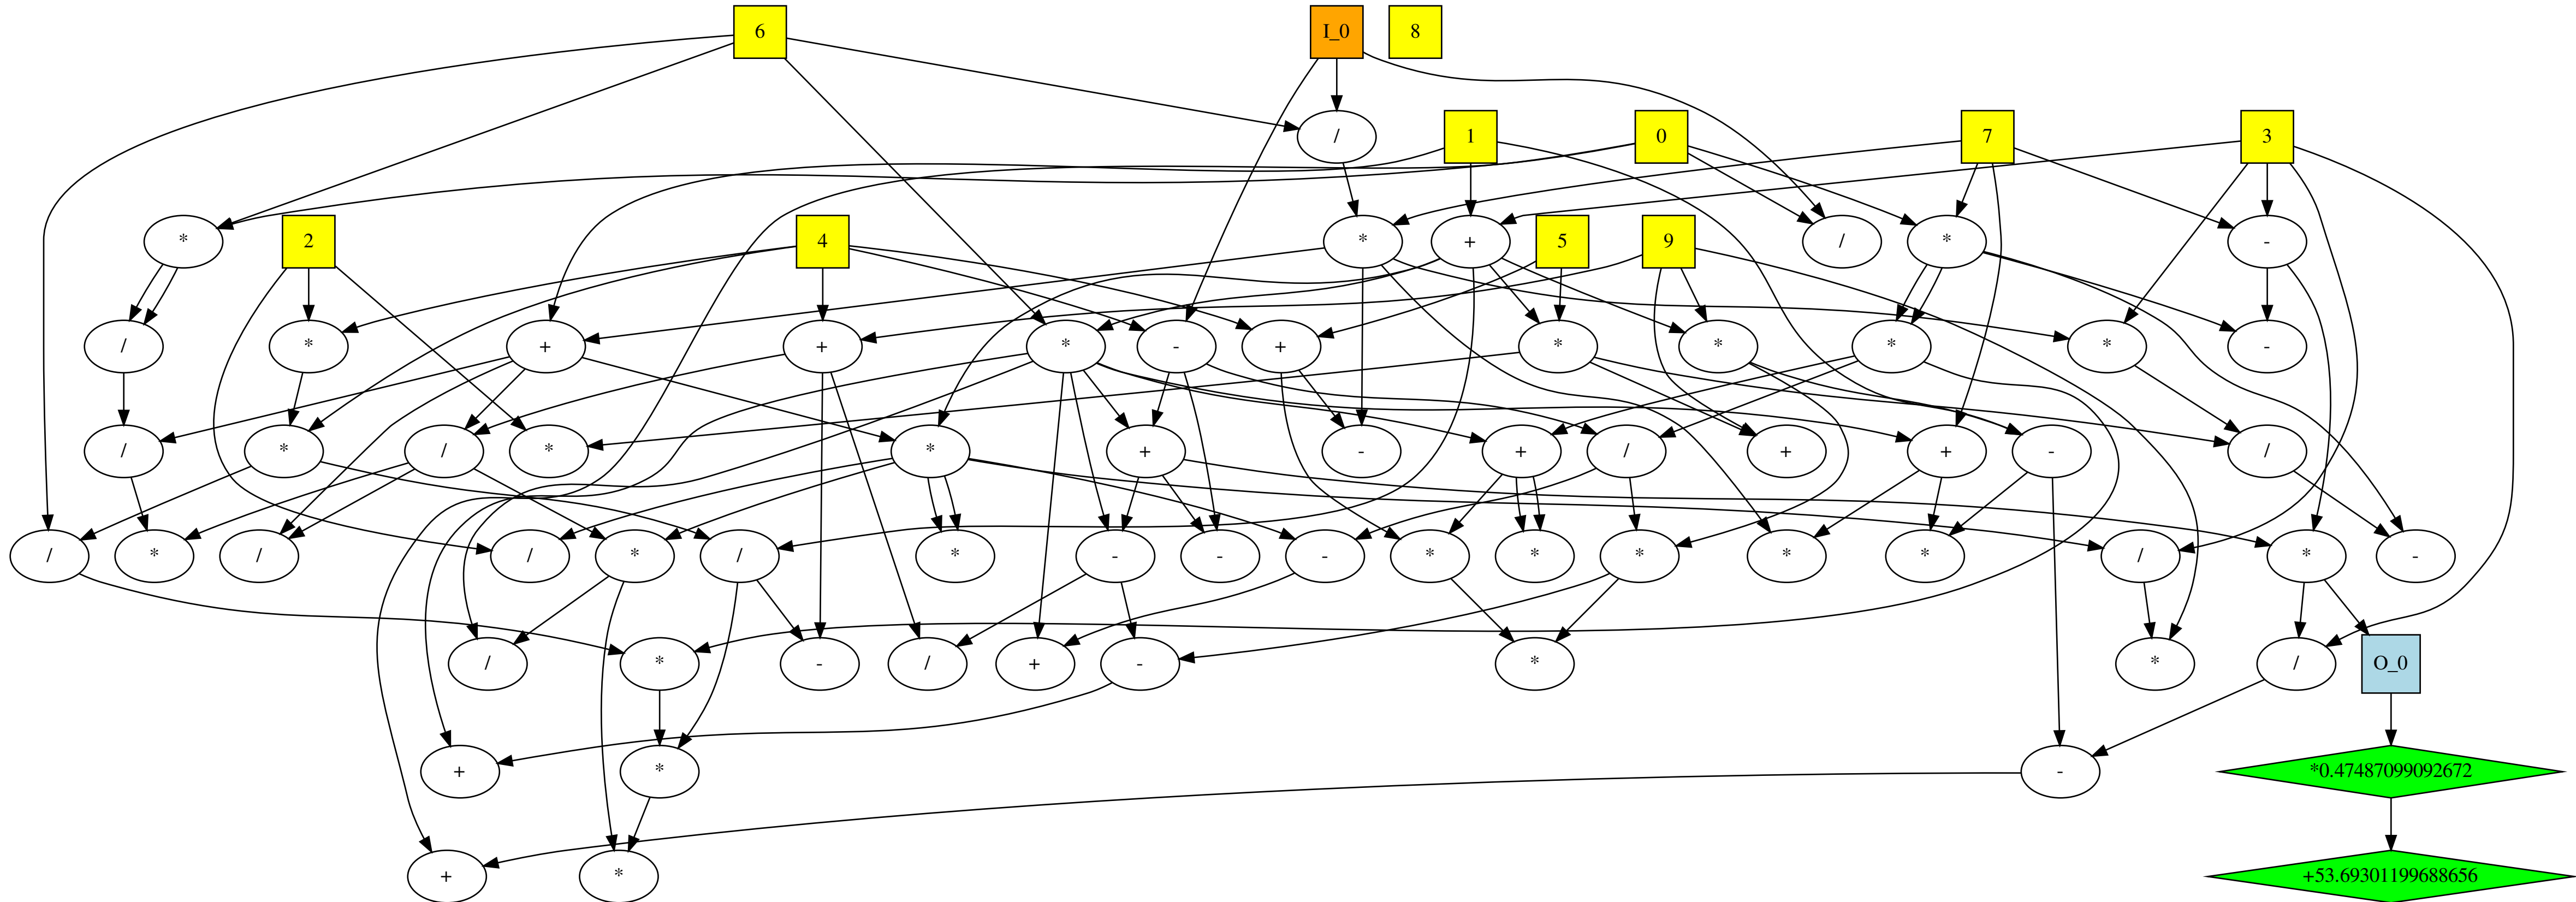 6 I_0 8
/ 1 0 7 3
* 2 4 * + 5 9 / * -
/ * + + * - + * * * * -
/ * / * * + - + / + + - /
/ * / / * / * - - - * * * * * / * -
/ * - / + - * * / O_0
+ * - *0.47487099092672
+ * +53.69301199688656